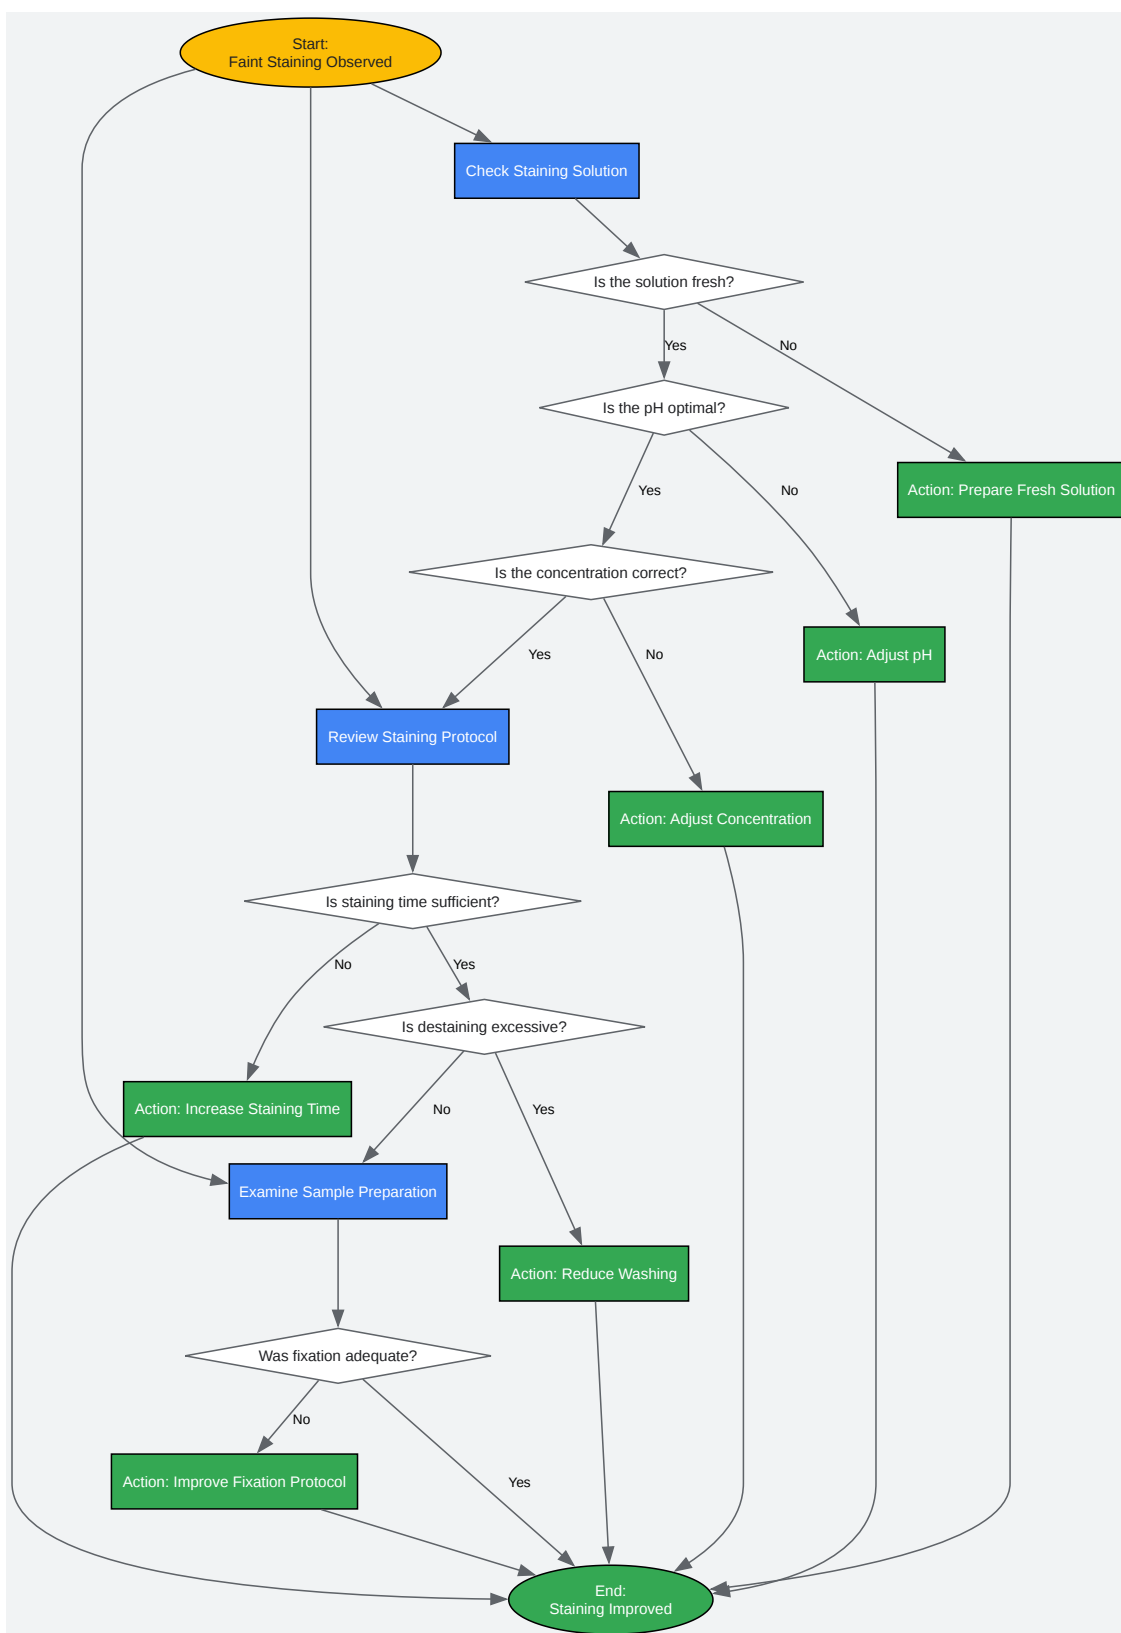 Start:
Faint Staining Observed
Check Staining Solution
Is the solution fresh?
Yes
No
Is the pH optimal?
Yes
No
Action: Prepare Fresh Solution
Is the concentration correct?
Yes
No
Action: Adjust pH
Review Staining Protocol
Action: Adjust Concentration
Is staining time sufficient?
No
Yes
Is destaining excessive?
No
Yes
Action: Increase Staining Time
Examine Sample Preparation
Action: Reduce Washing
Was fixation adequate?
No
Yes
Action: Improve Fixation Protocol
End:
Staining Improved